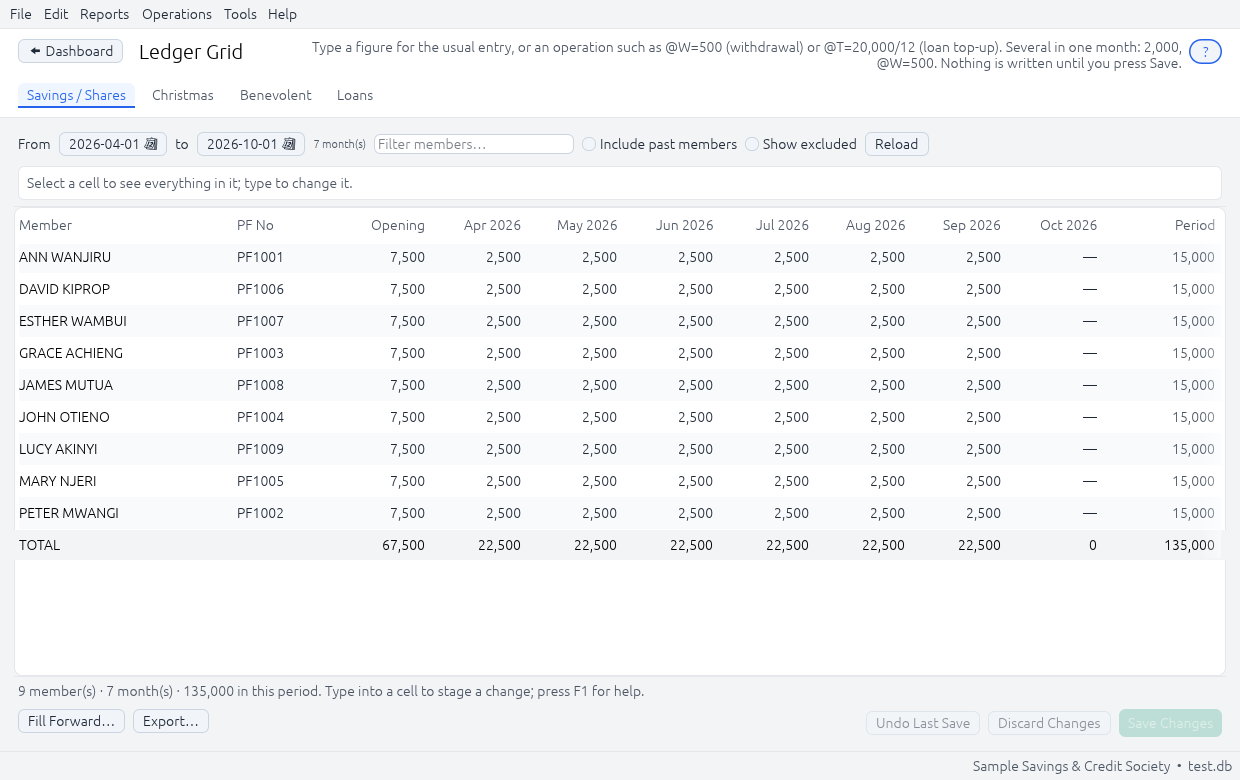 File Edit Reports Operations Tools Help
Dashboard
Ledger Grid
Type a figure for the usual entry, or an operation such as @W=500 (withdrawal) or @T=20,000/12 (loan top-up). Several in one month: 2,000,
@W=500. Nothing is written until you press Save.
?
Savings / Shares Christmas Benevolent Loans
From 2026-04-01 to 2026-10-01 7 month(s) Filter members… Include past members Show excluded Reload
Select a cell to see everything in it; type to change it.
Member PF No Opening Apr 2026 May 2026 Jun 2026 Jul 2026 Aug 2026 Sep 2026 Oct 2026 Period
ANN WANJIRU PF1001 7,500 2,500 2,500 2,500 2,500 2,500 2,500 — 15,000
DAVID KIPROP PF1006 7,500 2,500 2,500 2,500 2,500 2,500 2,500 — 15,000
ESTHER WAMBUI PF1007 7,500 2,500 2,500 2,500 2,500 2,500 2,500 — 15,000
GRACE ACHIENG PF1003 7,500 2,500 2,500 2,500 2,500 2,500 2,500 — 15,000
JAMES MUTUA PF1008 7,500 2,500 2,500 2,500 2,500 2,500 2,500 — 15,000
JOHN OTIENO PF1004 7,500 2,500 2,500 2,500 2,500 2,500 2,500 — 15,000
LUCY AKINYI PF1009 7,500 2,500 2,500 2,500 2,500 2,500 2,500 — 15,000
MARY NJERI PF1005 7,500 2,500 2,500 2,500 2,500 2,500 2,500 — 15,000
PETER MWANGI PF1002 7,500 2,500 2,500 2,500 2,500 2,500 2,500 — 15,000
TOTAL 67,500 22,500 22,500 22,500 22,500 22,500 22,500 0 135,000
9 member(s) · 7 month(s) · 135,000 in this period. Type into a cell to stage a change; press F1 for help.
Fill Forward… Export… Undo Last Save Discard Changes Save Changes
Sample Savings & Credit Society • test.db